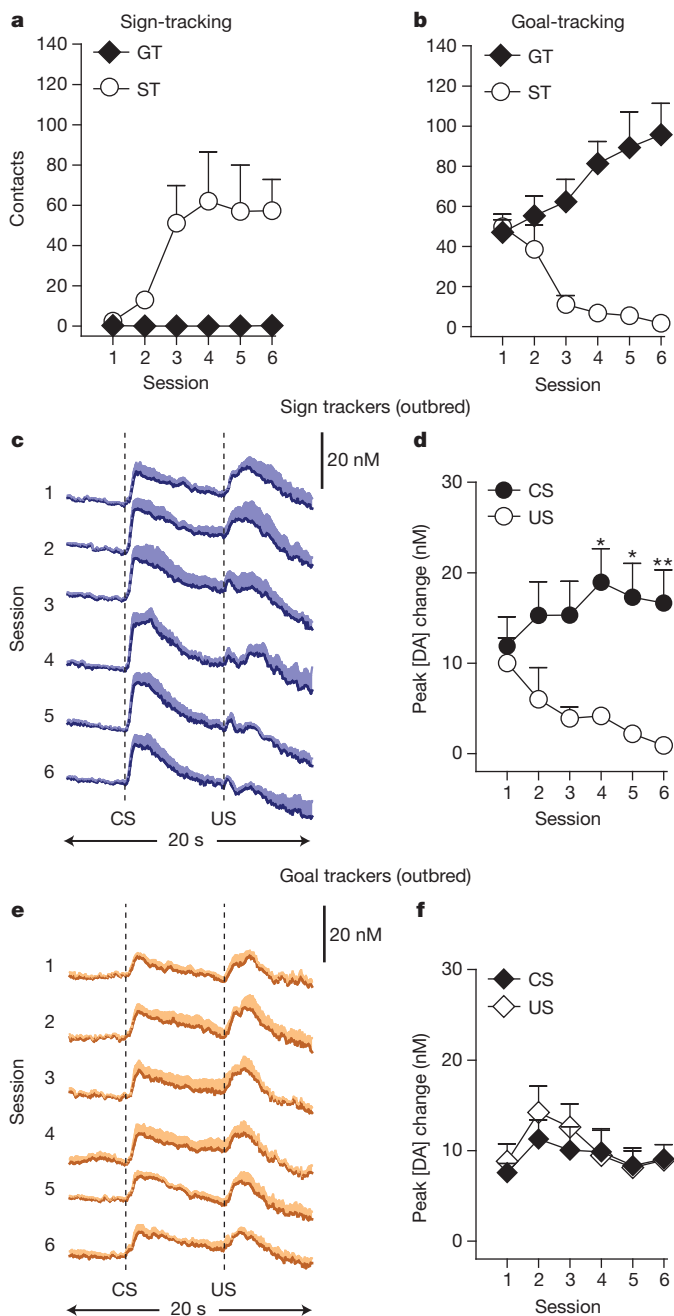 a Sign-tracking
GT
ST
140
120
100
80
60
40
20
0
Contacts
1 2 3 4 5 6
Session
b Goal-tracking
GT
ST
140
120
100
80
60
40
20
0
1 2 3 4 5 6
Session
Sign trackers (outbred)
c
20 nM
1
2
3
4
5
6
Session
CS US
20 s
d
CS
US
30
20
10
0
Peak [DA] change (nM)
* * **
1 2 3 4 5 6
Session
Goal trackers (outbred)
e
20 nM
1
2
3
4
5
6
Session
CS US
20 s
f
CS
US
30
20
10
0
Peak [DA] change (nM)
1 2 3 4 5 6
Session